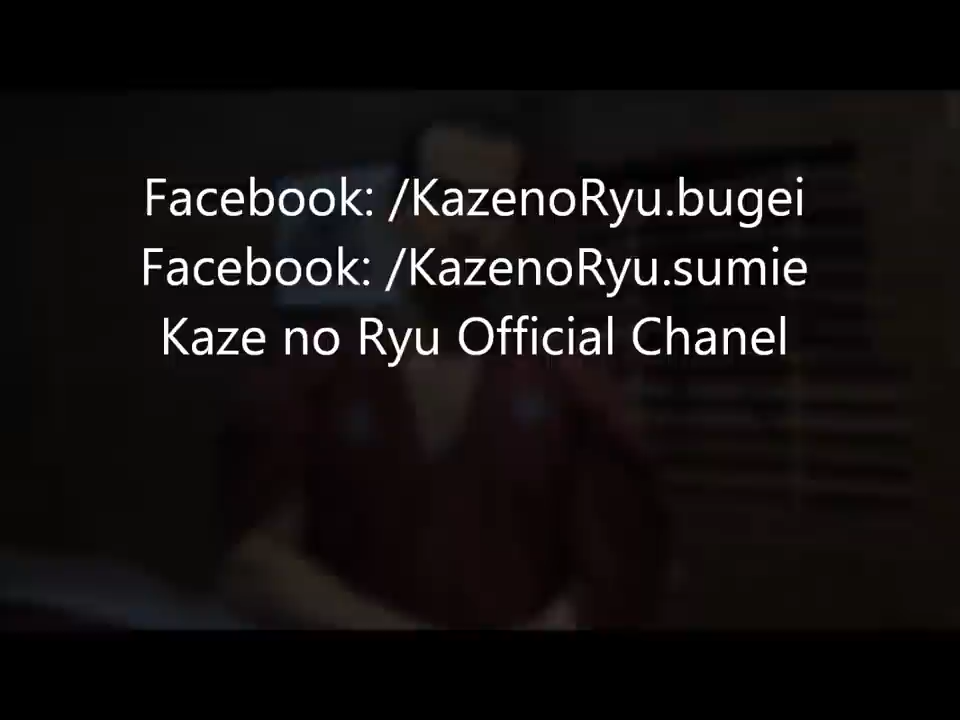 Facebook: /KazenoRyu.bugei
Facebook: /KazenoRyu.sumie
Kaze no Ryu Official Chanel